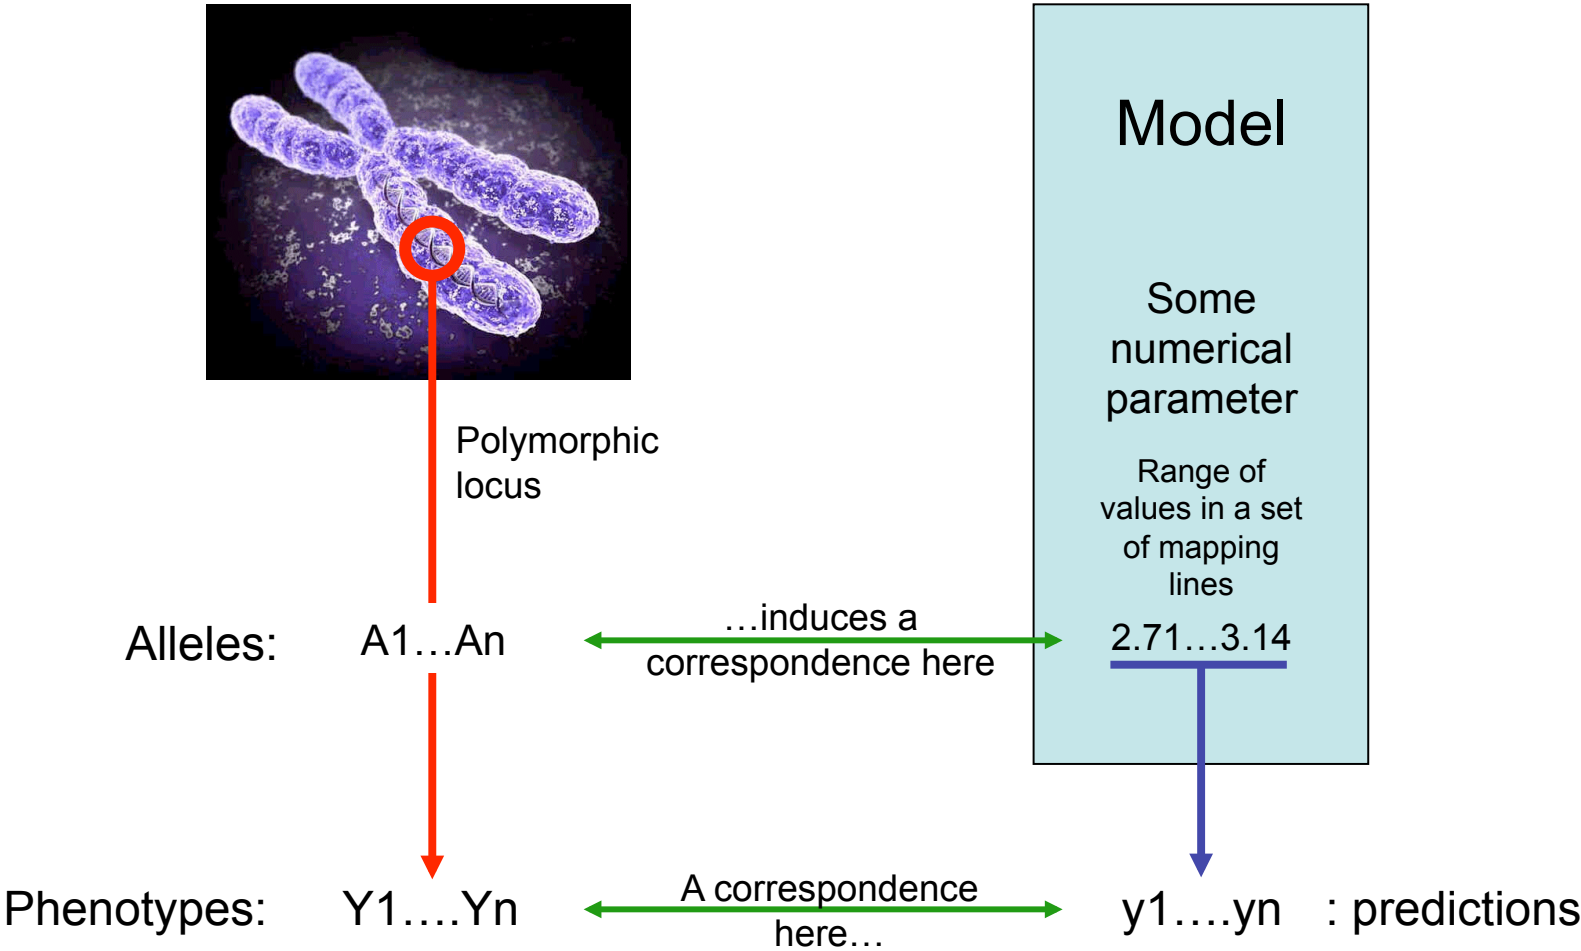 Model
Some
numerical
parameter
Polymorphic
locus
Range of
values in a set
of mapping
lines
Alleles:
A1…An
…induces a
correspondence here
2.71…3.14
Phenotypes:
Y1….Yn
A correspondence
here…
y1….yn
: predictions